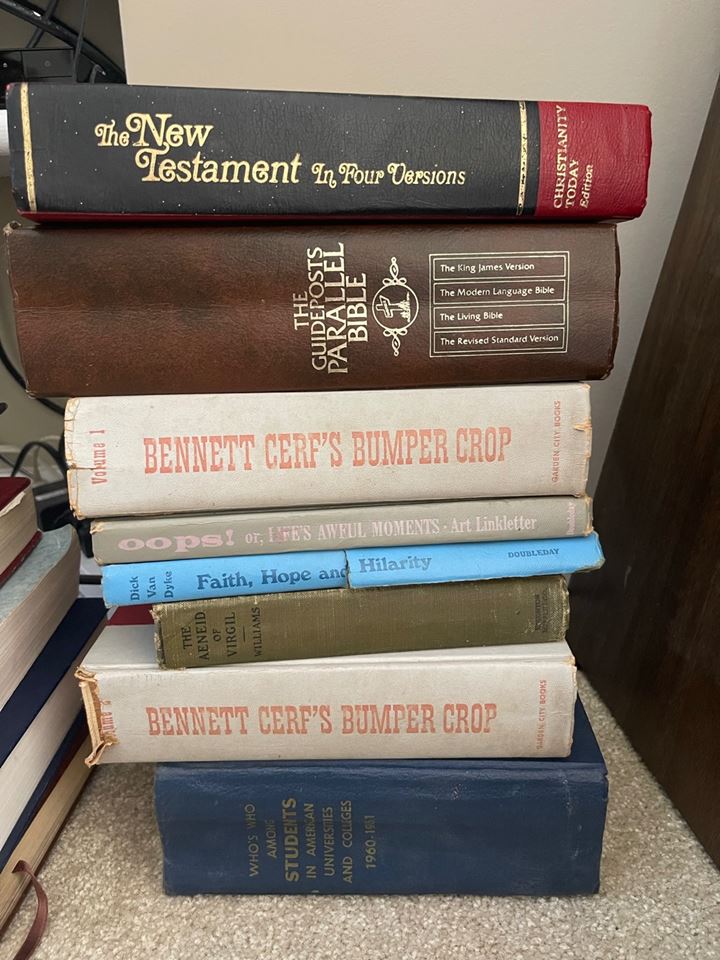 The New
Testament In Four Versions
CHRISTIANITY
TODAY
Edition
THE
GUIDEPOSTS
PARALLEL
BIBLE
The King James Version
The Modern Language Bible
The Living Bible
The Revised Standard Version
Volume 1
BENNETT CERF'S BUMPER CROP
GARDEN CITY BOOKS
oops! or, LIFE'S AWFUL MOMENTS · Art Linkletter
Doubleday
Dick
Van
Dyke
Faith, Hope and Hilarity
DOUBLEDAY
THE
AENEID
OF
VIRGIL
WILLIAMS
BENNETT CERF'S BUMPER CROP
GARDEN CITY BOOKS
WHO'S WHO
AMONG
STUDENTS
IN AMERICAN
UNIVERSITIES
AND COLLEGES